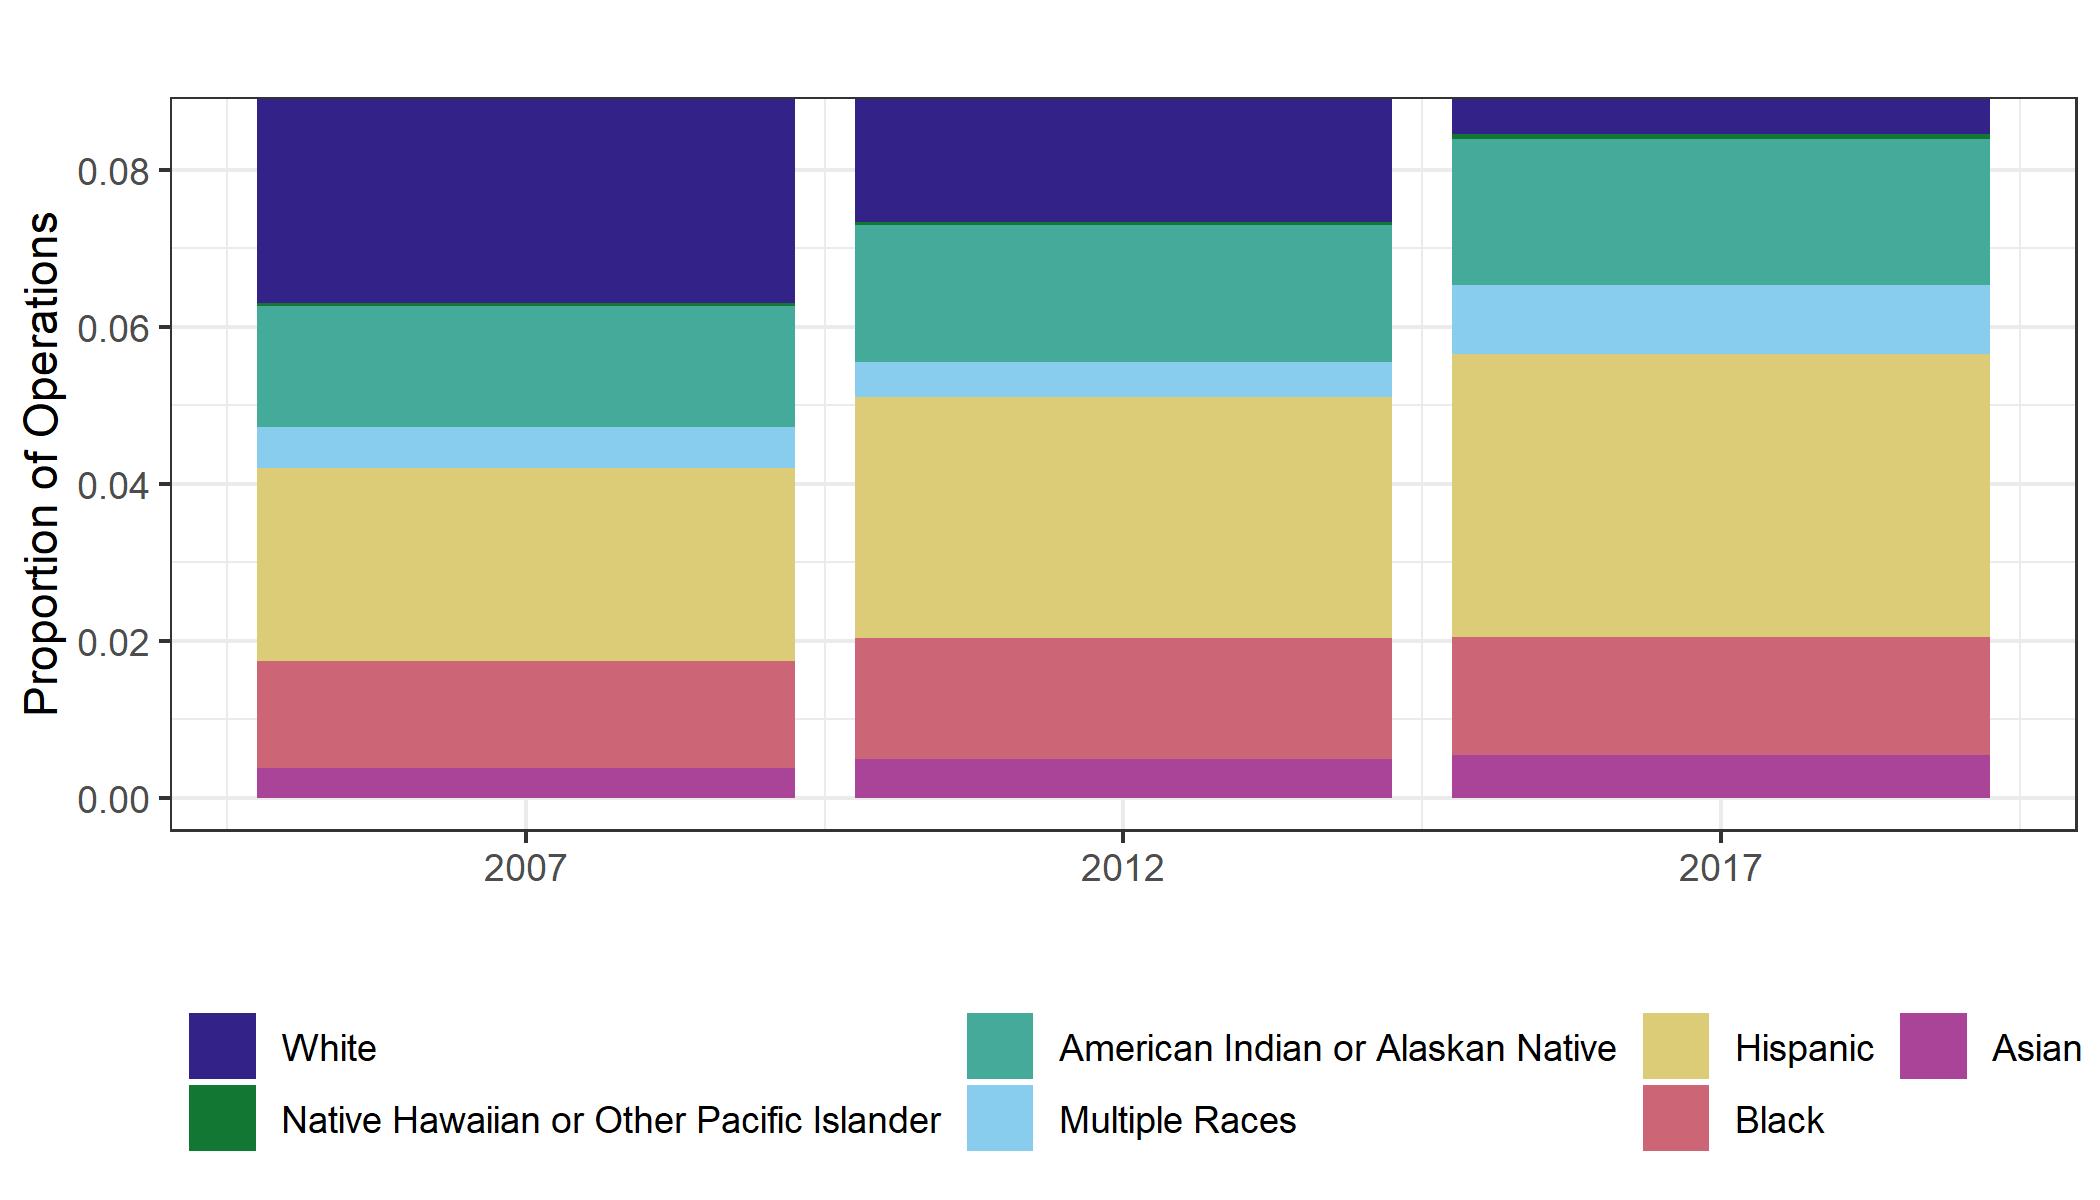 Proportion of Operations
0.08
0.06
0.04
0.02
0.00
2007 2012 2017
White American Indian or Alaskan Native Hispanic Asian
Native Hawaiian or Other Pacific Islander Multiple Races Black